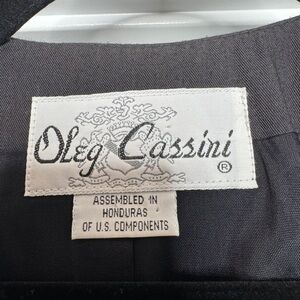 Oleg Cassini ®
ASSEMBLED IN
HONDURAS
OF U.S. COMPONENTS